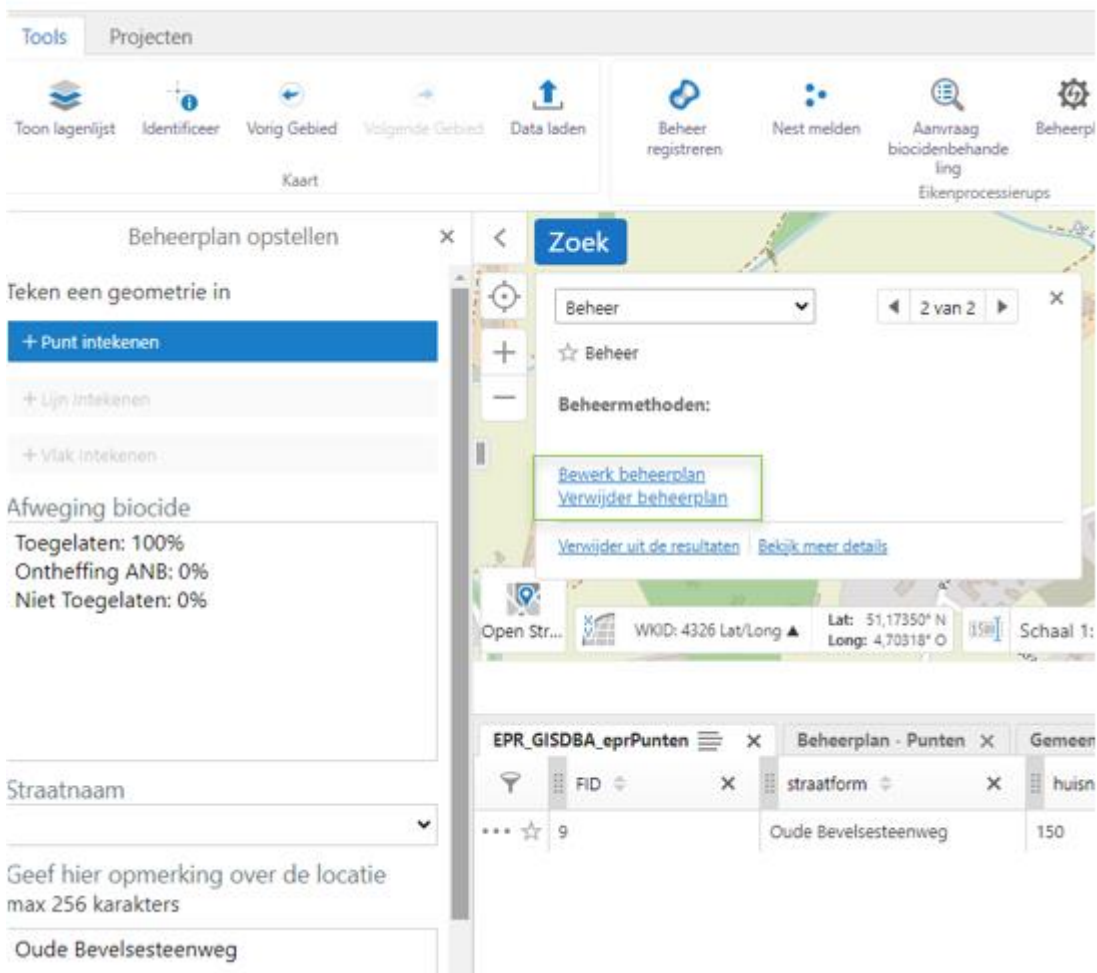 Tools Projecten
Toon lagenlijst Identificeer Vorig Gebied Volgende Gebied Data laden
Kaart
Beheer
registreren
Nest melden
Aanvraag
biocidenbehande
ling
Beheerpl
Eikenprocessierups
Beheerplan opstellen
Teken een geometrie in
+ Punt intekenen
+ Lijn intekenen
+ Vlak intekenen
Afweging biocide
Toegelaten: 100%
Ontheffing ANB: 0%
Niet Toegelaten: 0%
Straatnaam
Geef hier opmerking over de locatie
max 256 karakters
Oude Bevelsesteenweg
Zoek
Beheer 2 van 2
Beheer
Beheermethoden:
Bewerk beheerplan
Verwijder beheerplan
Verwijder uit de resultaten Bekijk meer details
Open Str... WKID: 4326 Lat/Long
Lat: 51,17350° N
Long: 4,70318° O
Schaal 1:
EPR_GISDBA_eprPunten Beheerplan - Punten Gemeen
FID straatform huisn
9 Oude Bevelsesteenweg 150